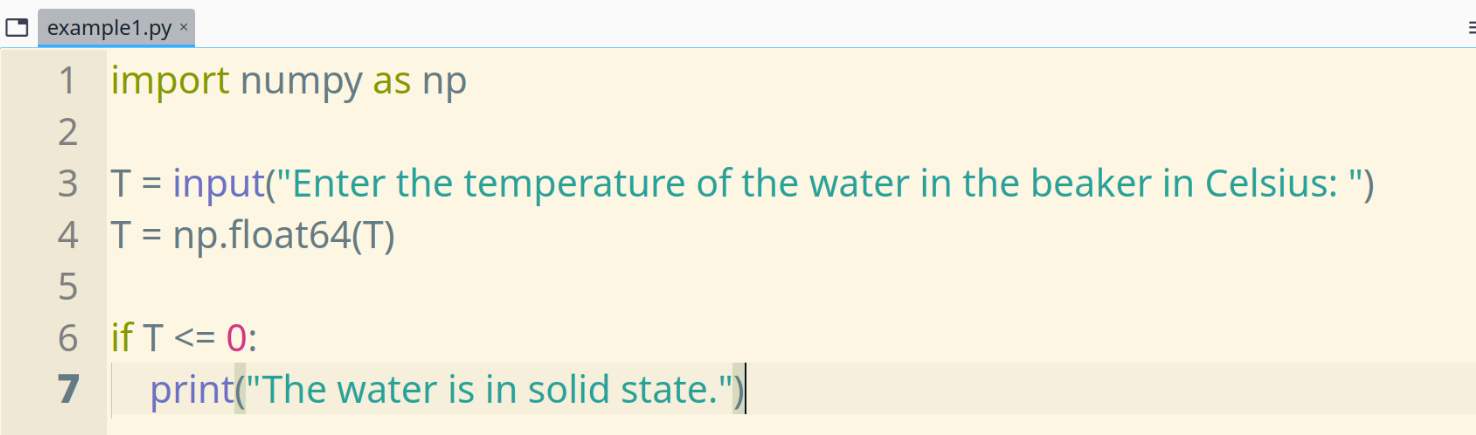 example1.py ×
1 import numpy as np
2
3 T = input("Enter the temperature of the water in the beaker in Celsius: ")
4 T = np.float64(T)
5
6 if T <= 0:
7     print("The water is in solid state.")